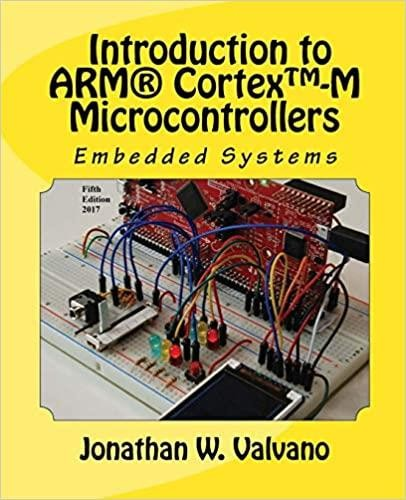 Introduction to
ARM® Cortex™-M
Microcontrollers
Embedded Systems
Fifth
Edition
2017
Jonathan W. Valvano